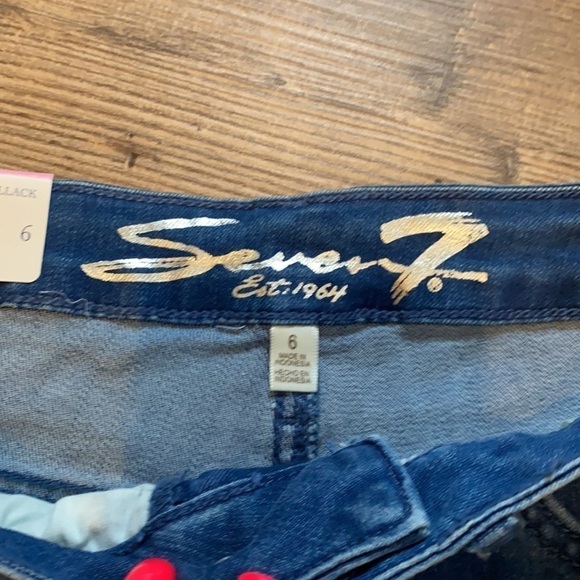 LLACK
6
Seven7®
Est. 1964
6
MADE IN
INDONESIA
HECHO EN
INDONESIA